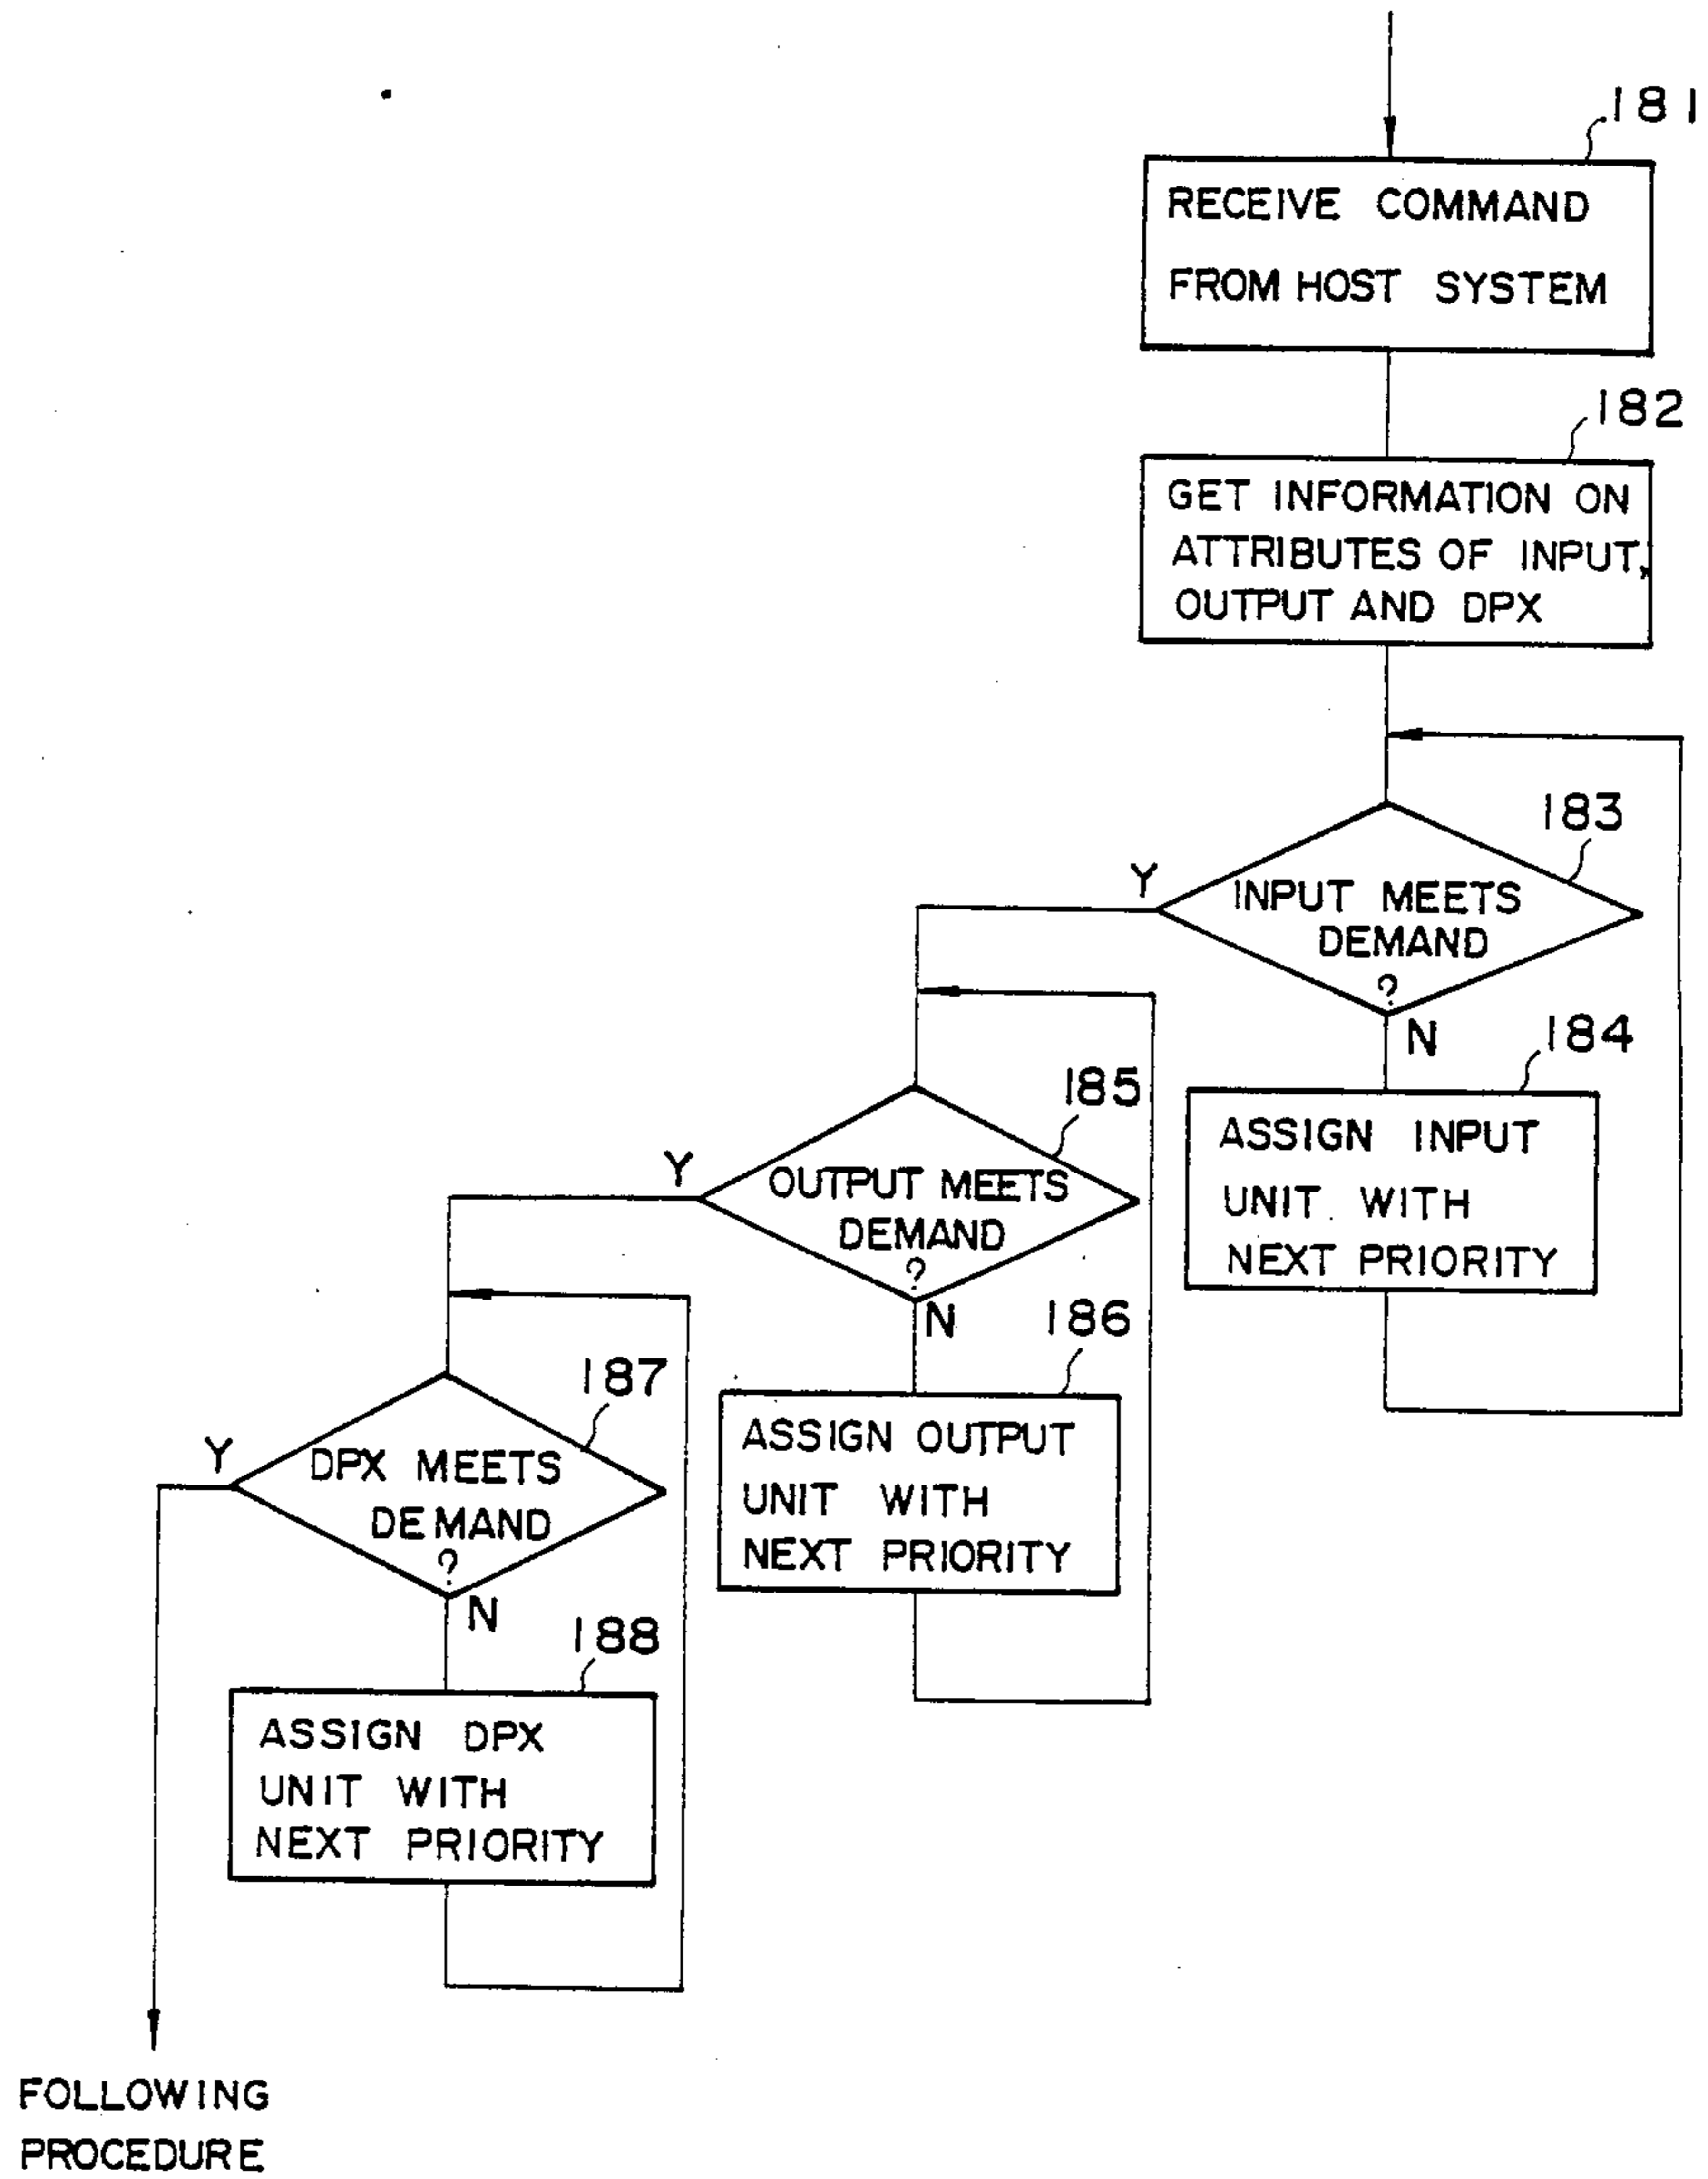 181
RECEIVE COMMAND
FROM HOST SYSTEM
182
GET INFORMATION ON
ATTRIBUTES OF INPUT,
OUTPUT AND DPX
183
Y
INPUT MEETS
DEMAND
?
N
184
ASSIGN INPUT
UNIT WITH
NEXT PRIORITY
185
Y
OUTPUT MEETS
DEMAND
?
N
186
ASSIGN OUTPUT
UNIT WITH
NEXT PRIORITY
187
Y
DPX MEETS
DEMAND
?
N
188
ASSIGN DPX
UNIT WITH
NEXT PRIORITY
FOLLOWING
PROCEDURE